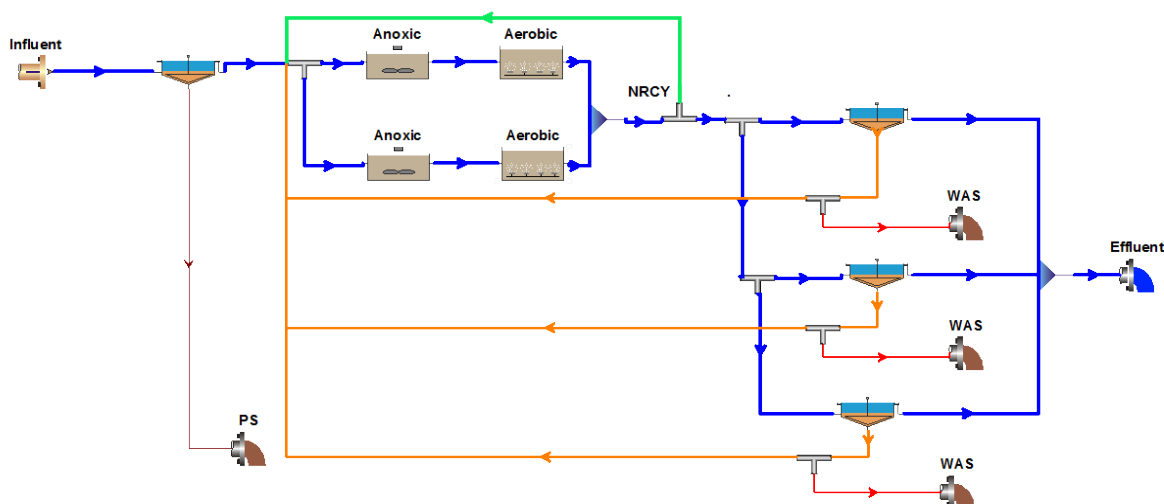 Influent
Anoxic
Aerobic
NRCY
.
Anoxic
Aerobic
WAS
Effluent
WAS
PS
WAS